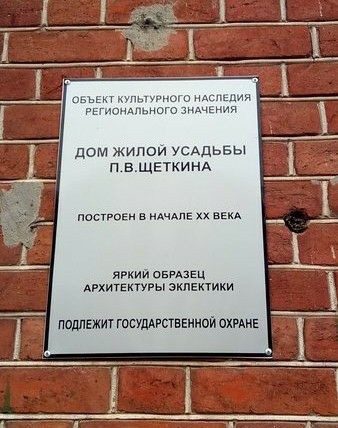 ОБЪЕКТ КУЛЬТУРНОГО НАСЛЕДИЯ
РЕГИОНАЛЬНОГО ЗНАЧЕНИЯ
ДОМ ЖИЛОЙ УСАДЬБЫ
П.В.ЩЕТКИНА
ПОСТРОЕН В НАЧАЛЕ XX ВЕКА
ЯРКИЙ ОБРАЗЕЦ
АРХИТЕКТУРЫ ЭКЛЕКТИКИ
ПОДЛЕЖИТ ГОСУДАРСТВЕННОЙ ОХРАНЕ